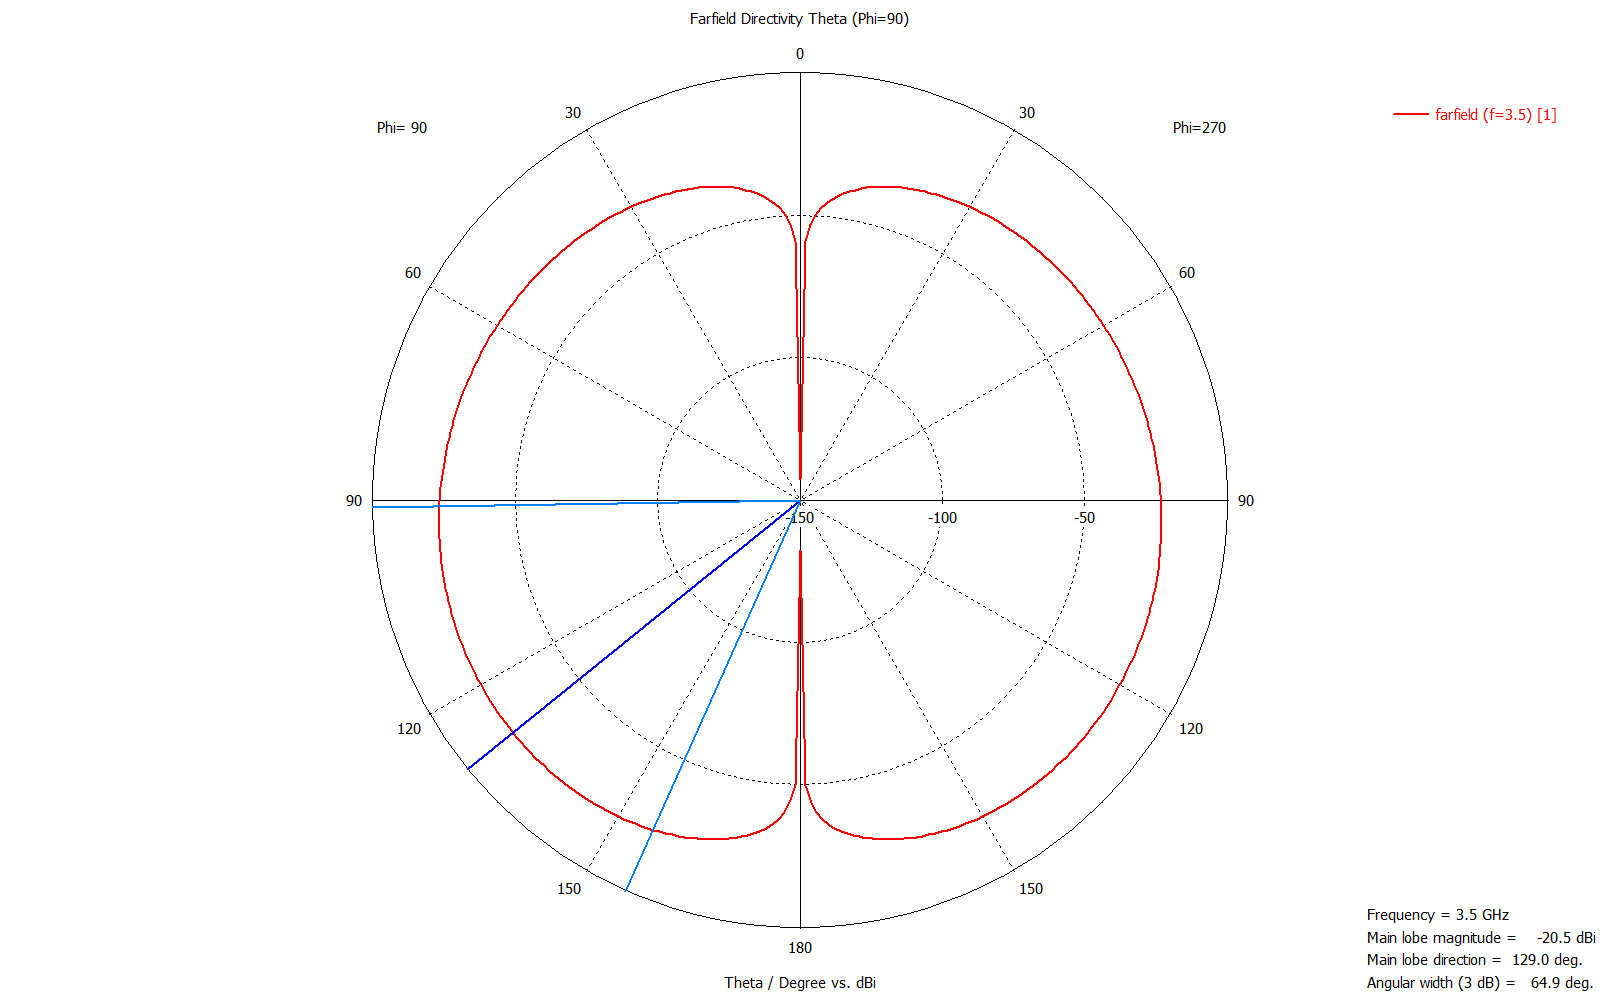 Farfield Directivity Theta (Phi=90)
0
30
30
Phi= 90
Phi=270
farfield (f=3.5) [1]
60
60
90
90
-150
-100
-50
120
120
150
150
180
Theta / Degree vs. dBi
Frequency = 3.5 GHz
Main lobe magnitude = -20.5 dBi
Main lobe direction = 129.0 deg.
Angular width (3 dB) = 64.9 deg.